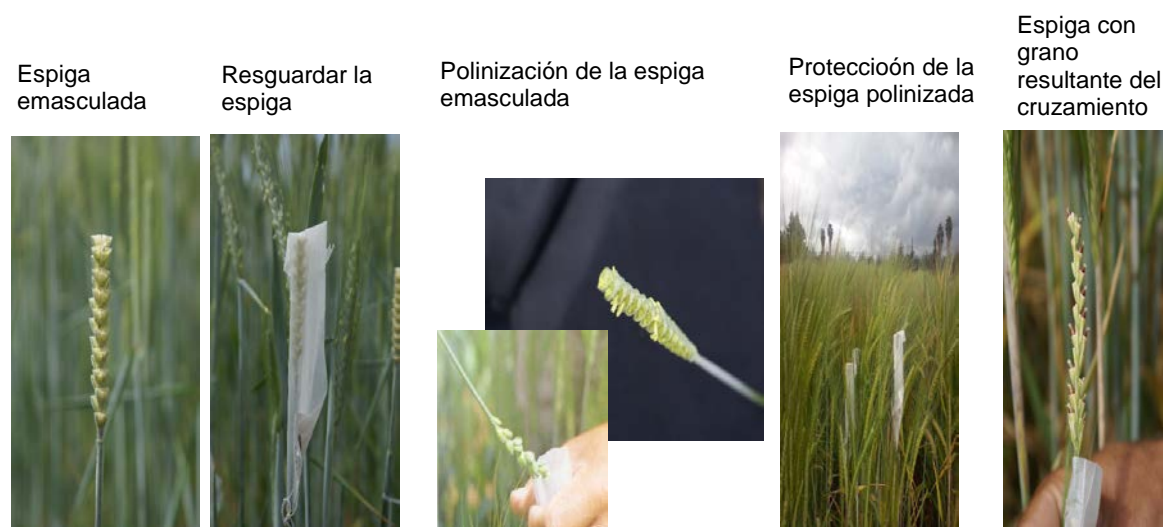 Espiga
emasculada
Resguardar la
espiga
Polinización de la espiga
emasculada
Proteccioón de la
espiga polinizada
Espiga con
grano
resultante del
cruzamiento